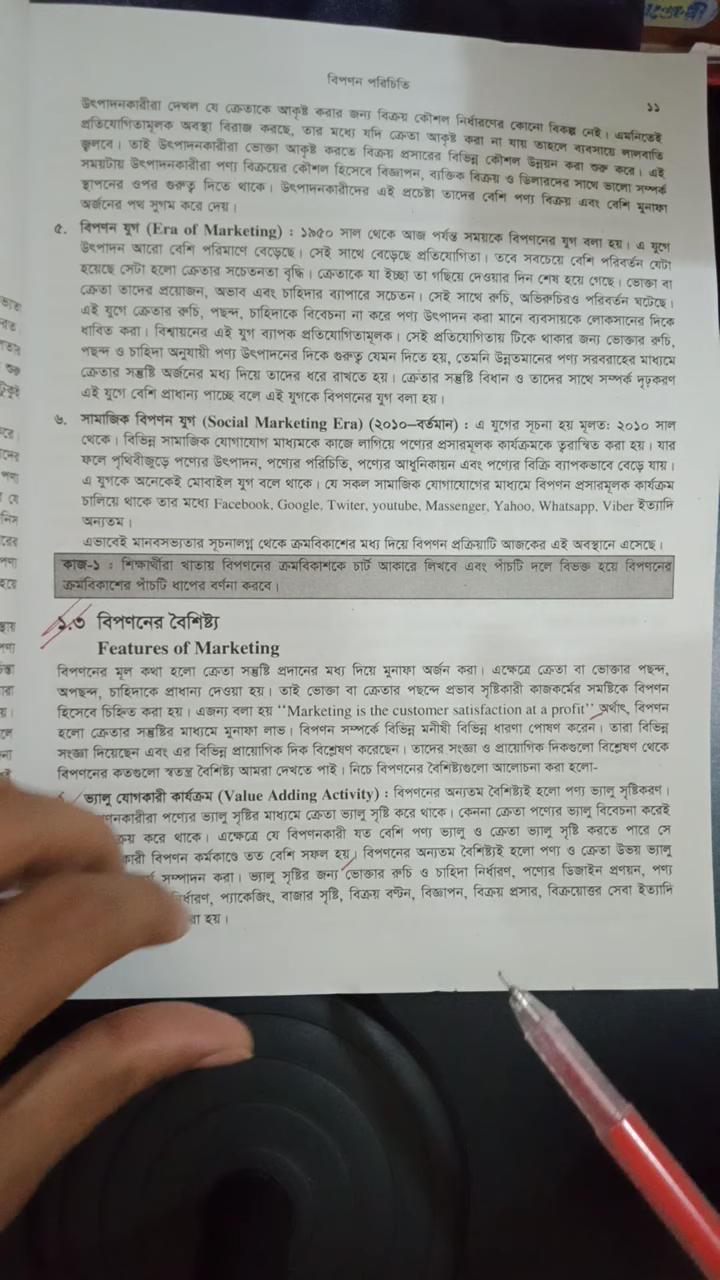 বিপণন পরিচিতি
১১
উৎপাদনকারীরা দেখল যে ক্রেতাকে আকৃষ্ট করার জন্য বিক্রয় কৌশল নির্ধারণের কোনো বিকল্প নেই। এমনিতেই
প্রতিযোগিতামূলক অবস্থা বিরাজ করছে, তার মধ্যে যদি ক্রেতা আকৃষ্ট করা না যায় তাহলে ব্যবসায়ে লালবাতি
জ্বলবে। তাই উৎপাদনকারীরা ভোক্তা আকৃষ্ট করতে বিক্রয় প্রসারের বিভিন্ন কৌশল উন্নয়ন করা শুরু করে। এই
সময়টায় উৎপাদনকারীরা পণ্য বিক্রয়ের কৌশল হিসেবে বিজ্ঞাপন, ব্যক্তিক বিক্রয় ও ডিলারদের সাথে ভালো সম্পর্ক
স্থাপনের ওপর গুরুত্ব দিতে থাকে। উৎপাদনকারীদের এই প্রচেষ্টা তাদের বেশি পণ্য বিক্রয় এবং বেশি মুনাফা
অর্জনের পথ সুগম করে দেয়।
৫. বিপণন যুগ (Era of Marketing) : ১৯৫০ সাল থেকে আজ পর্যন্ত সময়কে বিপণনের যুগ বলা হয়। এ যুগে
উৎপাদন আরো বেশি পরিমাণে বেড়েছে। সেই সাথে বেড়েছে প্রতিযোগিতা। তবে সবচেয়ে বেশি পরিবর্তন যেটা
হয়েছে সেটা হলো ক্রেতার সচেতনতা বৃদ্ধি। ক্রেতাকে যা ইচ্ছা তা গছিয়ে দেওয়ার দিন শেষ হয়ে গেছে। ভোক্তা বা
ক্রেতা তাদের প্রয়োজন, অভাব এবং চাহিদার ব্যাপারে সচেতন। সেই সাথে রুচি, অভিরুচিরও পরিবর্তন ঘটেছে।
এই যুগে ক্রেতার রুচি, পছন্দ, চাহিদাকে বিবেচনা না করে পণ্য উৎপাদন করা মানে ব্যবসায়কে লোকসানের দিকে
ধাবিত করা। বিশ্বায়নের এই যুগ ব্যাপক প্রতিযোগিতামূলক। সেই প্রতিযোগিতায় টিকে থাকার জন্য ভোক্তার রুচি,
পছন্দ ও চাহিদা অনুযায়ী পণ্য উৎপাদনের দিকে গুরুত্ব যেমন দিতে হয়, তেমনি উন্নতমানের পণ্য সরবরাহের মাধ্যমে
ক্রেতার সন্তুষ্টি অর্জনের মধ্য দিয়ে তাদের ধরে রাখতে হয়। ক্রেতার সন্তুষ্টি বিধান ও তাদের সাথে সম্পর্ক দৃঢ়করণ
এই যুগে বেশি প্রাধান্য পাচ্ছে বলে এই যুগকে বিপণনের যুগ বলা হয়।
৬. সামাজিক বিপণন যুগ (Social Marketing Era) (২০১০–বর্তমান) : এ যুগের সূচনা হয় মূলত: ২০১০ সাল
থেকে। বিভিন্ন সামাজিক যোগাযোগ মাধ্যমকে কাজে লাগিয়ে পণ্যের প্রসারমূলক কার্যক্রমকে ত্বরান্বিত করা হয়। যার
ফলে পৃথিবীজুড়ে পণ্যের উৎপাদন, পণ্যের পরিচিতি, পণ্যের আধুনিকায়ন এবং পণ্যের বিক্রি ব্যাপকভাবে বেড়ে যায়।
এ যুগকে অনেকেই মোবাইল যুগ বলে থাকে। যে সকল সামাজিক যোগাযোগের মাধ্যমে বিপণন প্রসারমূলক কার্যক্রম
চালিয়ে থাকে তার মধ্যে Facebook, Google, Twiter, youtube, Massenger, Yahoo, Whatsapp, Viber ইত্যাদি
অন্যতম।
এভাবেই মানবসভ্যতার সূচনালগ্ন থেকে ক্রমবিকাশের মধ্য দিয়ে বিপণন প্রক্রিয়াটি আজকের এই অবস্থানে এসেছে।
কাজ-১ : শিক্ষার্থীরা খাতায় বিপণনের ক্রমবিকাশকে চার্ট আকারে লিখবে এবং পাঁচটি দলে বিভক্ত হয়ে বিপণনের
ক্রমবিকাশের পাঁচটি ধাপের বর্ণনা করবে।
১.৩ বিপণনের বৈশিষ্ট্য
Features of Marketing
বিপণনের মূল কথা হলো ক্রেতা সন্তুষ্টি প্রদানের মধ্য দিয়ে মুনাফা অর্জন করা। এক্ষেত্রে ক্রেতা বা ভোক্তার পছন্দ,
অপছন্দ, চাহিদাকে প্রাধান্য দেওয়া হয়। তাই ভোক্তা বা ক্রেতার পছন্দে প্রভাব সৃষ্টিকারী কাজকর্মের সমষ্টিকে বিপণন
হিসেবে চিহ্নিত করা হয়। এজন্য বলা হয় “Marketing is the customer satisfaction at a profit” অর্থাৎ, বিপণন
হলো ক্রেতার সন্তুষ্টির মাধ্যমে মুনাফা লাভ। বিপণন সম্পর্কে বিভিন্ন মনীষী বিভিন্ন ধারণা পোষণ করেন। তারা বিভিন্ন
সংজ্ঞা দিয়েছেন এবং এর বিভিন্ন প্রায়োগিক দিক বিশ্লেষণ করেছেন। তাদের সংজ্ঞা ও প্রায়োগিক দিকগুলো বিশ্লেষণ থেকে
বিপণনের কতগুলো স্বতন্ত্র বৈশিষ্ট্য আমরা দেখতে পাই। নিচে বিপণনের বৈশিষ্ট্যগুলো আলোচনা করা হলো-
ভ্যালু যোগকারী কার্যক্রম (Value Adding Activity) : বিপণনের অন্যতম বৈশিষ্ট্যই হলো পণ্য ভ্যালু সৃষ্টিকরণ।
ণনকারীরা পণ্যের ভ্যালু সৃষ্টির মাধ্যমে ক্রেতা ভ্যালু সৃষ্টি করে থাকে। কেননা ক্রেতা পণ্যের ভ্যালু বিবেচনা করেই
ক্রয় করে থাকে। এক্ষেত্রে যে বিপণনকারী যত বেশি পণ্য ভ্যালু ও ক্রেতা ভ্যালু সৃষ্টি করতে পারে সে
কারী বিপণন কর্মকাণ্ডে তত বেশি সফল হয়। বিপণনের অন্যতম বৈশিষ্ট্যই হলো পণ্য ও ক্রেতা উভয় ভ্যালু
সম্পাদন করা। ভ্যালু সৃষ্টির জন্য ভোক্তার রুচি ও চাহিদা নির্ধারণ, পণ্যের ডিজাইন প্রণয়ন, পণ্য
র্ধারণ, প্যাকেজিং, বাজার সৃষ্টি, বিক্রয় বণ্টন, বিজ্ঞাপন, বিক্রয় প্রসার, বিক্রয়োত্তর সেবা ইত্যাদি
রা হয়।